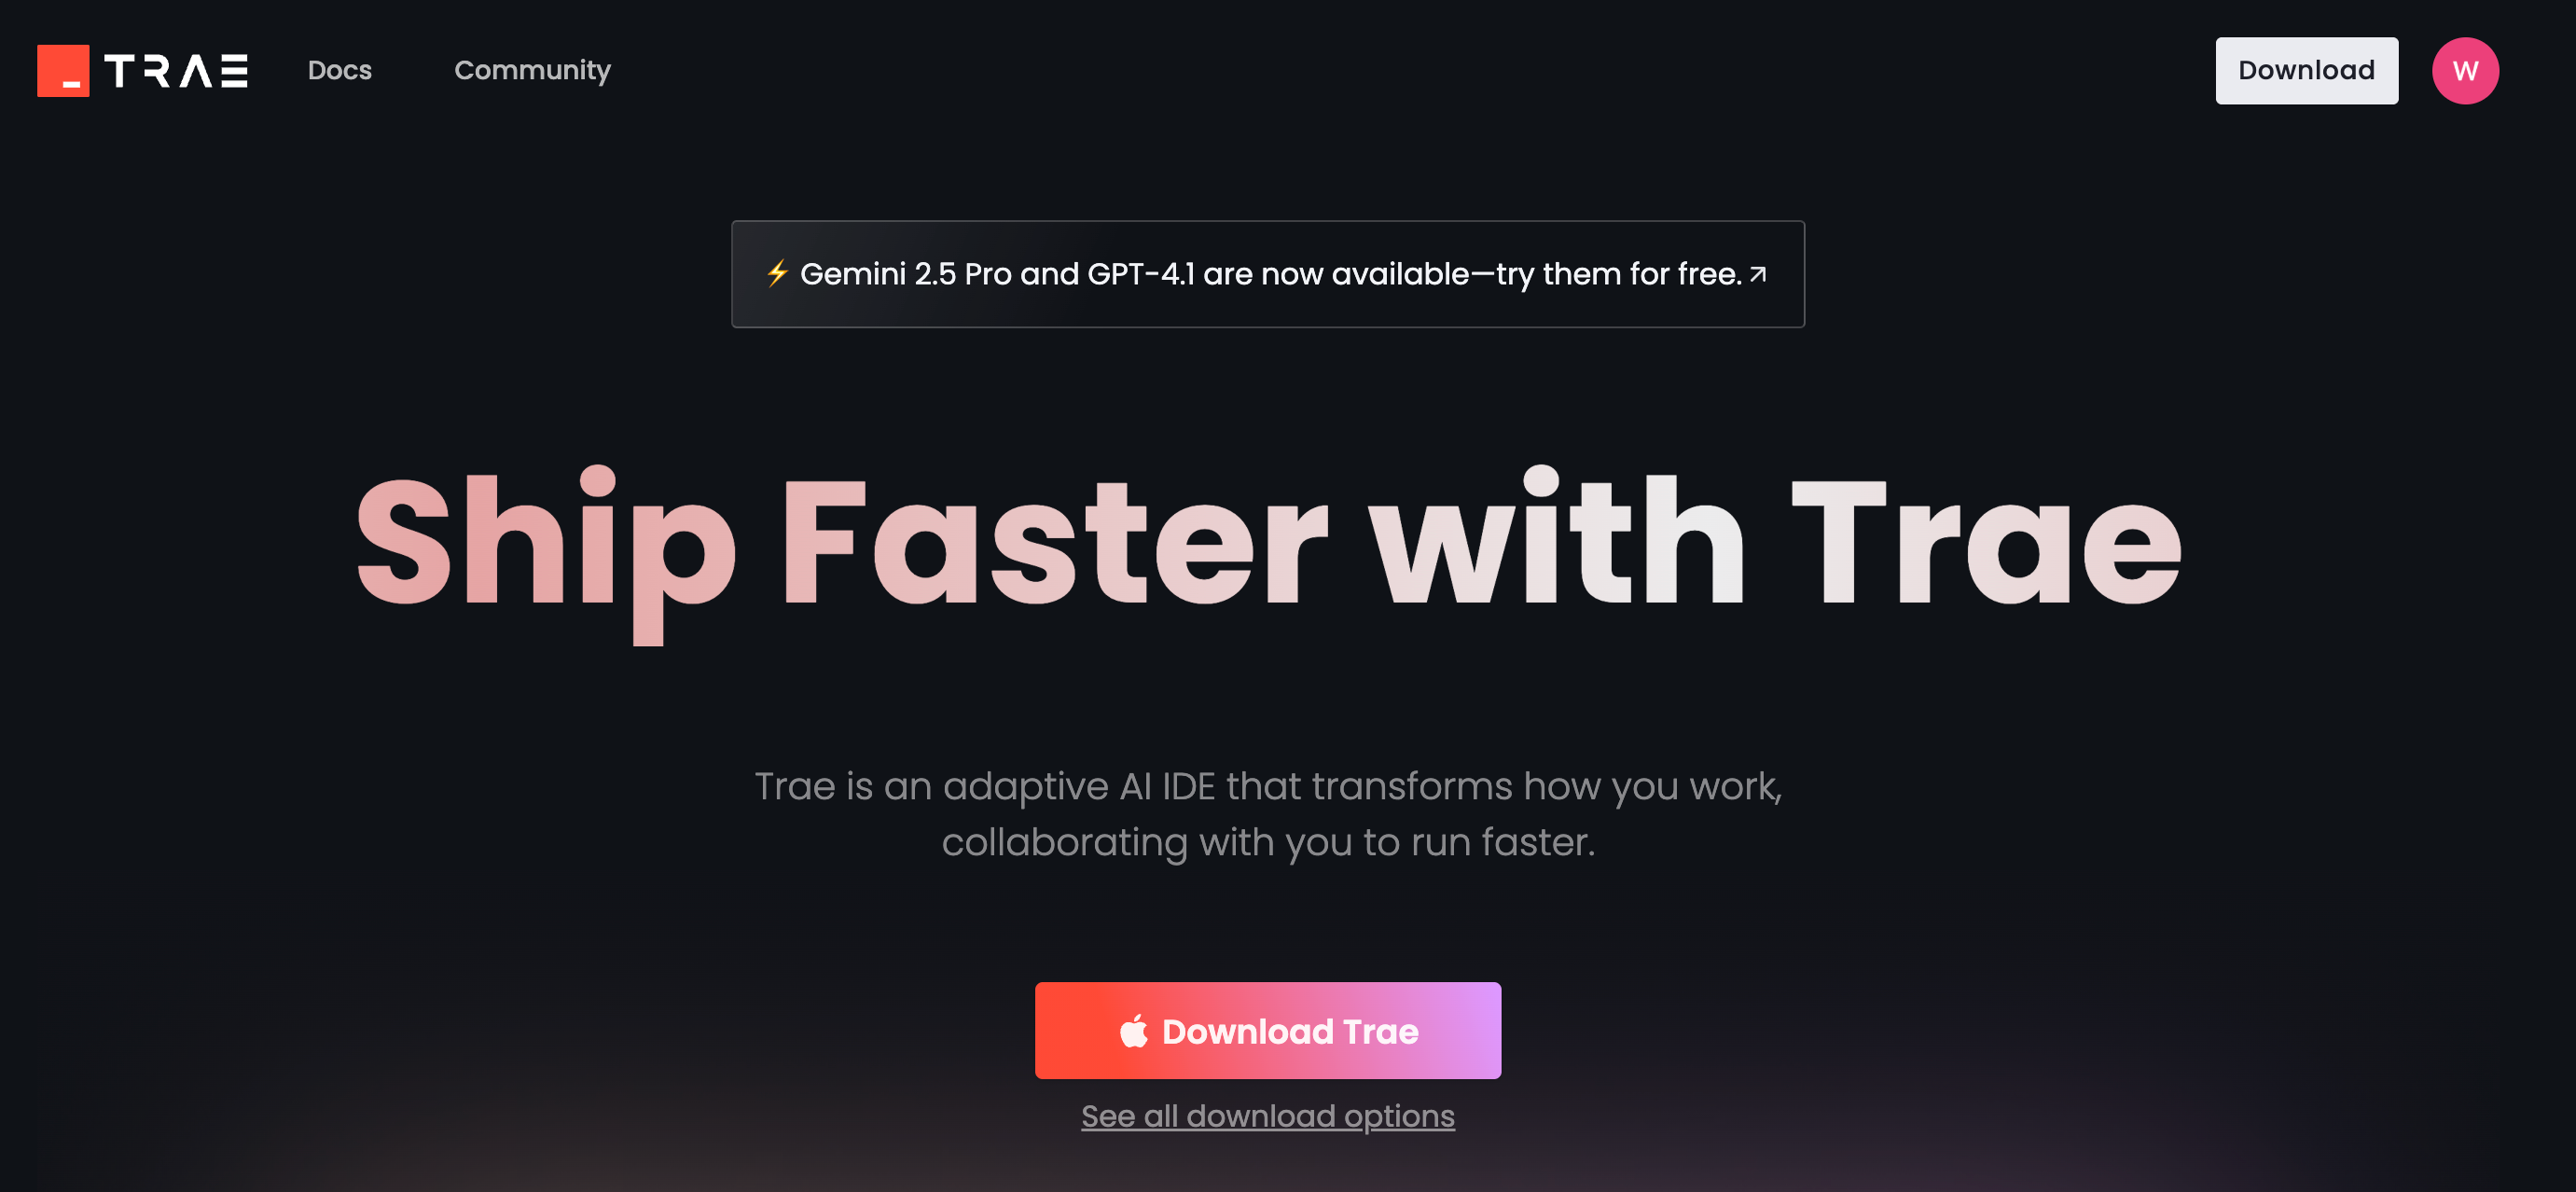 TRAE
Docs
Community
Download
W
⚡ Gemini 2.5 Pro and GPT-4.1 are now available—try them for free.↗
Ship Faster with Trae
Trae is an adaptive AI IDE that transforms how you work,
collaborating with you to run faster.
Download Trae
See all download options